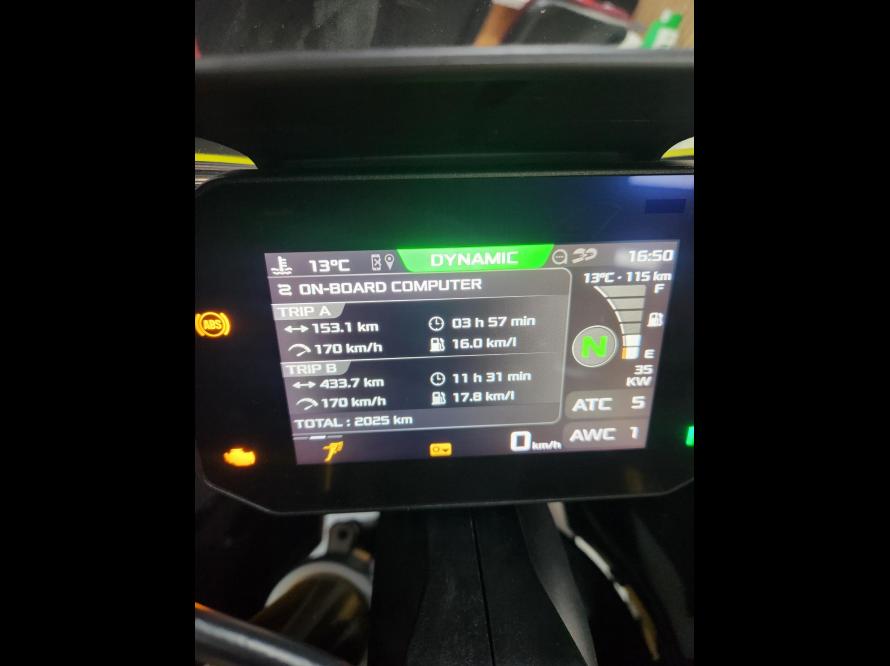 13°C DYNAMIC 16:50
ON-BOARD COMPUTER
13°C - 115 km
TRIP A
153.1 km 03 h 57 min
170 km/h 16.0 km/l
TRIP B
433.7 km 11 h 31 min
170 km/h 17.8 km/l
TOTAL : 2025 km
0 km/h
F
N
E
35
KW
ATC 5
AWC 1
ABS